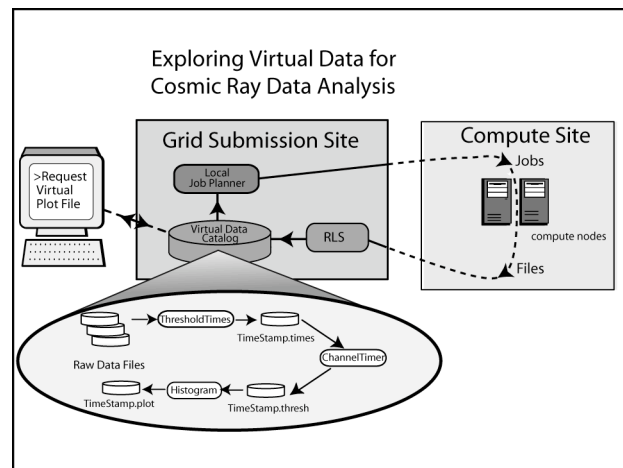 Exploring Virtual Data for
Cosmic Ray Data Analysis
>Request
Virtual
Plot File
Grid Submission Site
Local
Job Planner
Virtual Data
Catalog
RLS
Compute Site
Jobs
compute nodes
Files
Raw Data Files
ThresholdTimes
TimeStamp.times
ChannelTimer
TimeStamp.thresh
Histogram
TimeStamp.plot